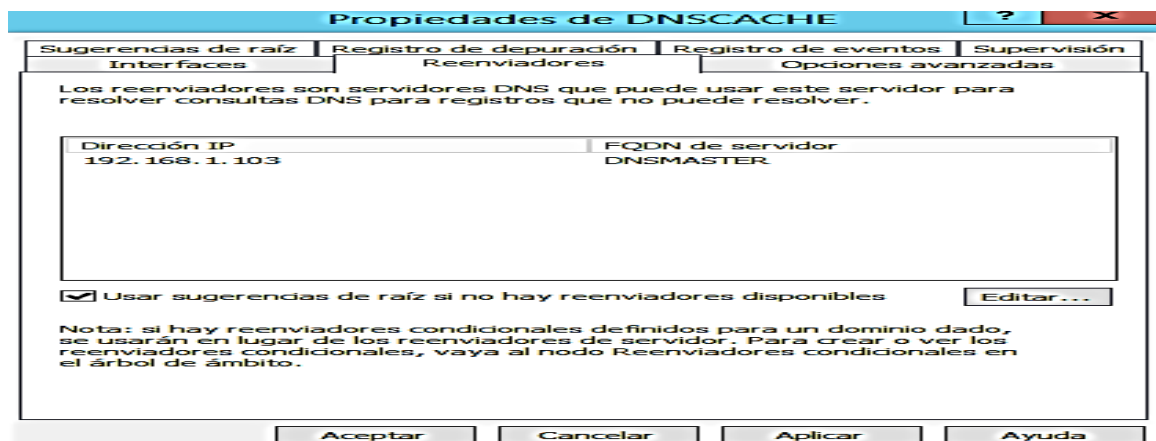 Propiedades de DNSCACHE
? ×
Sugerencias de raíz Registro de depuración Registro de eventos Supervisión
Interfaces Reenviadores Opciones avanzadas
Los reenviadores son servidores DNS que puede usar este servidor para
resolver consultas DNS para registros que no puede resolver.
Dirección IP FQDN de servidor
192.168.1.103 DNSMASTER
Usar sugerencias de raíz si no hay reenviadores disponibles Editar...
Nota: si hay reenviadores condicionales definidos para un dominio dado,
se usarán en lugar de los reenviadores de servidor. Para crear o ver los
reenviadores condicionales, vaya al nodo Reenviadores condicionales en
el árbol de ámbito.
Aceptar Cancelar Aplicar Ayuda